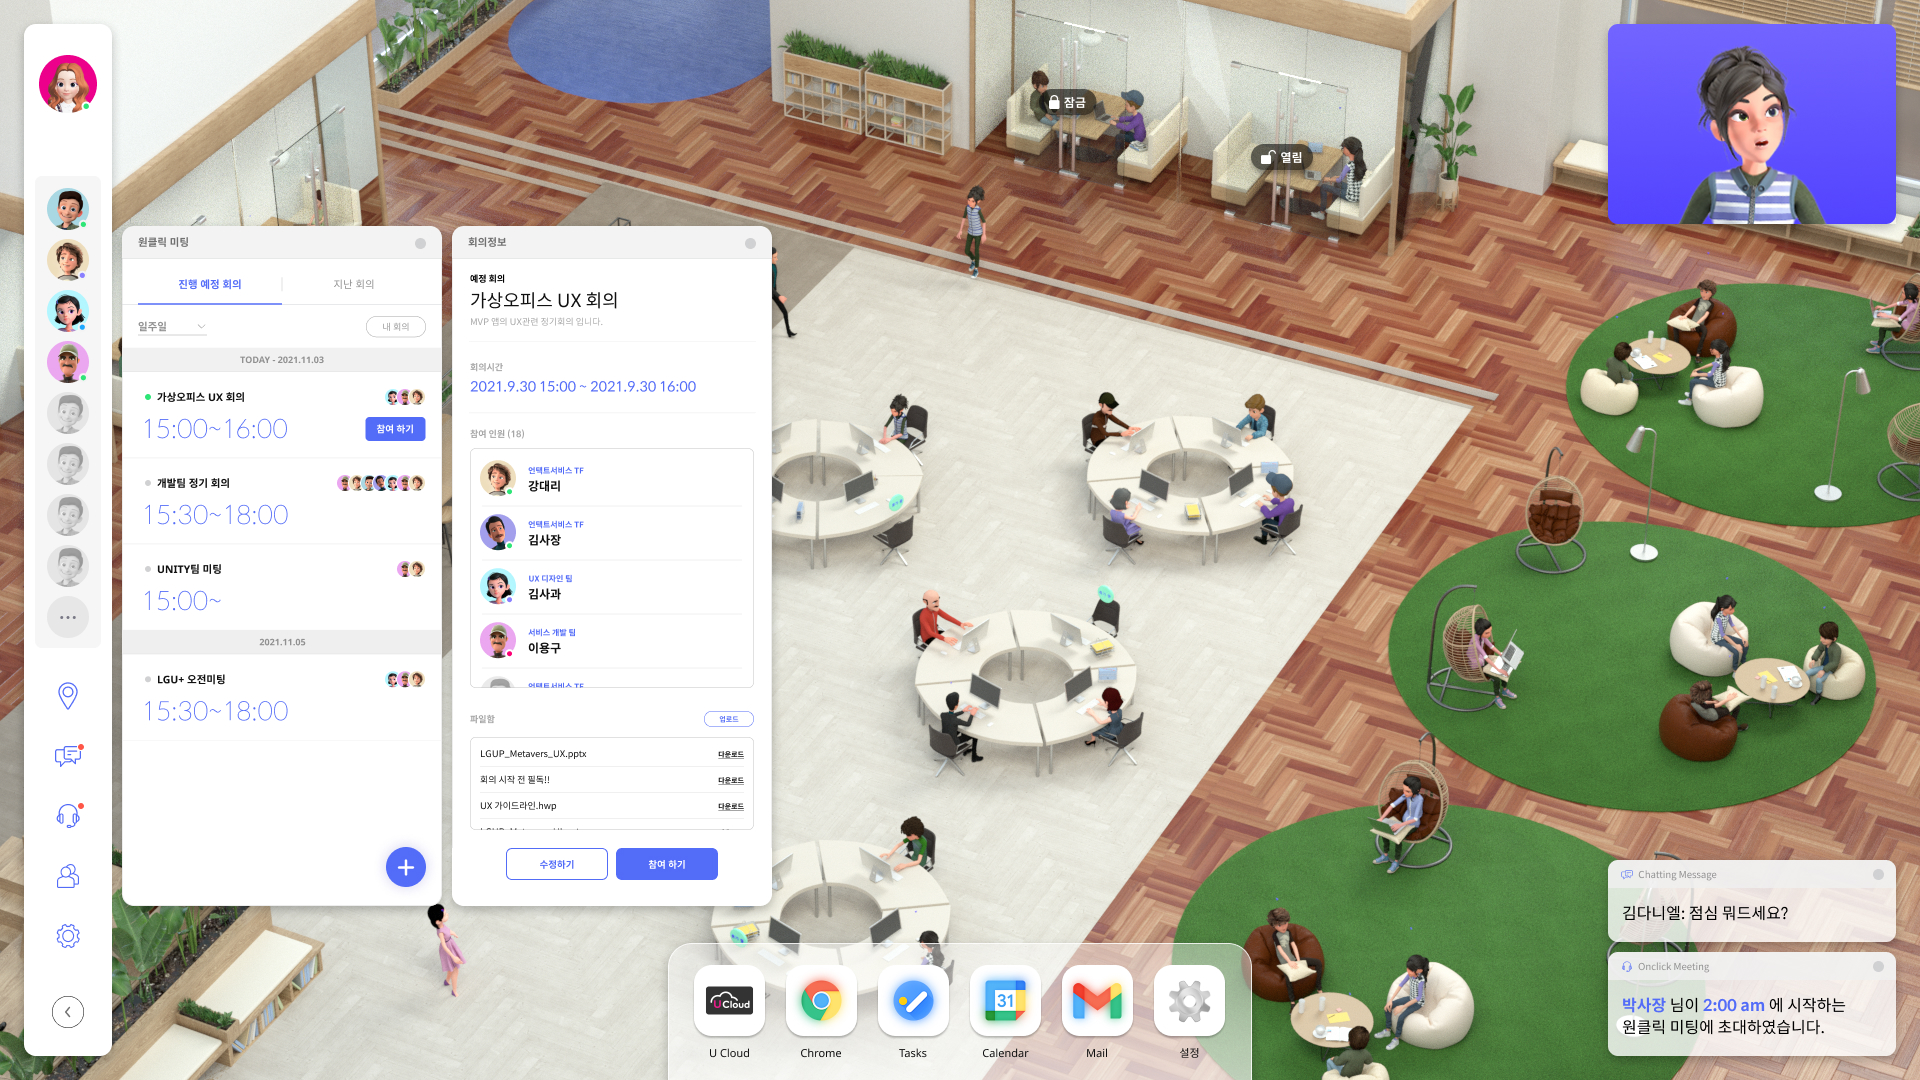 원클릭 미팅
진행 예정 회의
지난 회의
일주일
내 회의
TODAY - 2021.11.03
가상오피스 UX 회의
15:00~16:00
참여 하기
개발팀 정기 회의
15:30~18:00
UNITY팀 미팅
15:00~
2021.11.05
LGU+ 오전미팅
15:30~18:00
회의정보
예정 회의
가상오피스 UX 회의
MVP 앱의 UX관련 정기회의 입니다.
회의시간
2021.9.30 15:00 ~ 2021.9.30 16:00
참여 인원 (18)
언택트서비스 TF
강대리
언택트서비스 TF
김사장
UX 디자인 팀
김사과
서비스 개발 팀
이용구
언택트서비스 TF
파일함
업로드
LGUP_Metavers_UX.pptx
다운로드
회의 시작 전 필독!!
다운로드
UX 가이드라인.hwp
다운로드
수정하기
참여 하기
잠금
열림
Chatting Message
김다니엘: 점심 뭐드세요?
Onclick Meeting
박사장 님이 2:00 am 에 시작하는
원클릭 미팅에 초대하였습니다.
UCloud
31
U Cloud
Chrome
Tasks
Calendar
Mail
설정